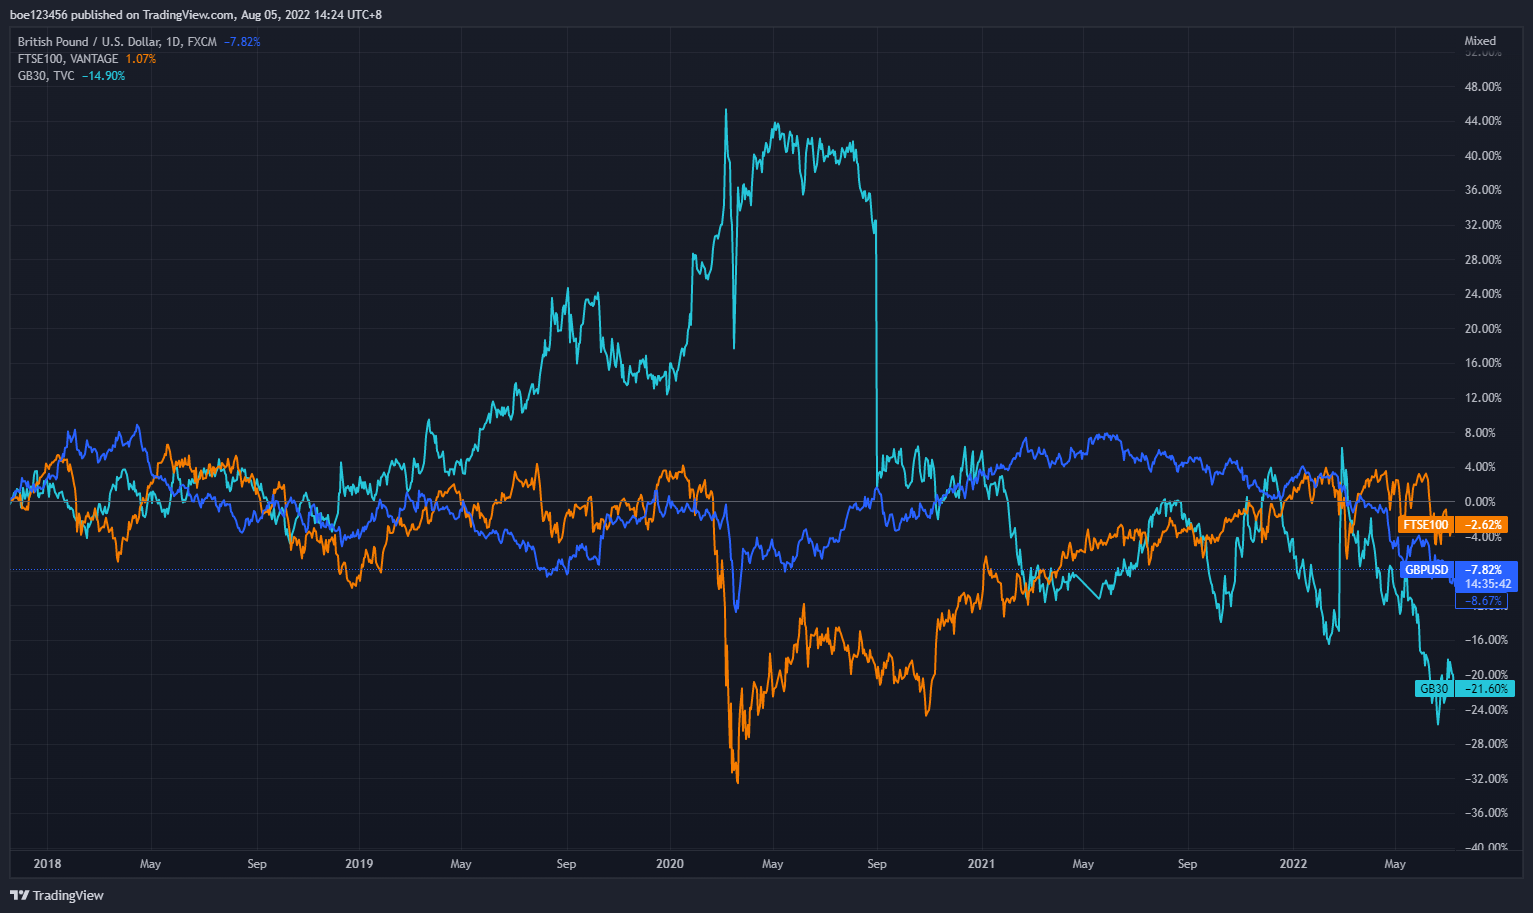 boe123456 published on TradingView.com, Aug 05, 2022 14:24 UTC+8
British Pound / U.S. Dollar, 1D, FXCM −7.82%
FTSE100, VANTAGE 1.07%
GB30, TVC −14.90%
Mixed
52.00%
48.00%
44.00%
40.00%
36.00%
32.00%
28.00%
24.00%
20.00%
16.00%
12.00%
8.00%
4.00%
0.00%
FTSE100 −2.62%
−4.00%
GBPUSD −7.82%
14:35:42
−8.67%
−16.00%
−20.00%
GB30 −21.60%
−24.00%
−28.00%
−32.00%
−36.00%
−40.00%
2018 May Sep 2019 May Sep 2020 May Sep 2021 May Sep 2022 May
TradingView